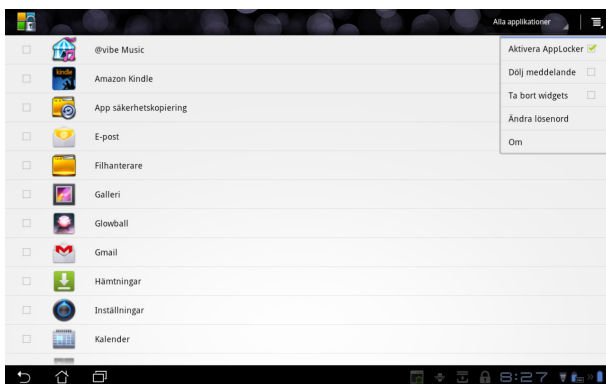 Alla applikationer
Aktivera AppLocker
Dölj meddelande
Ta bort widgets
Ändra lösenord
Om
@vibe Music
kindle
Amazon Kindle
App säkerhetskopiering
E-post
Filhanterare
Galleri
Glowball
Gmail
Hämtningar
Inställningar
Kalender
8:27